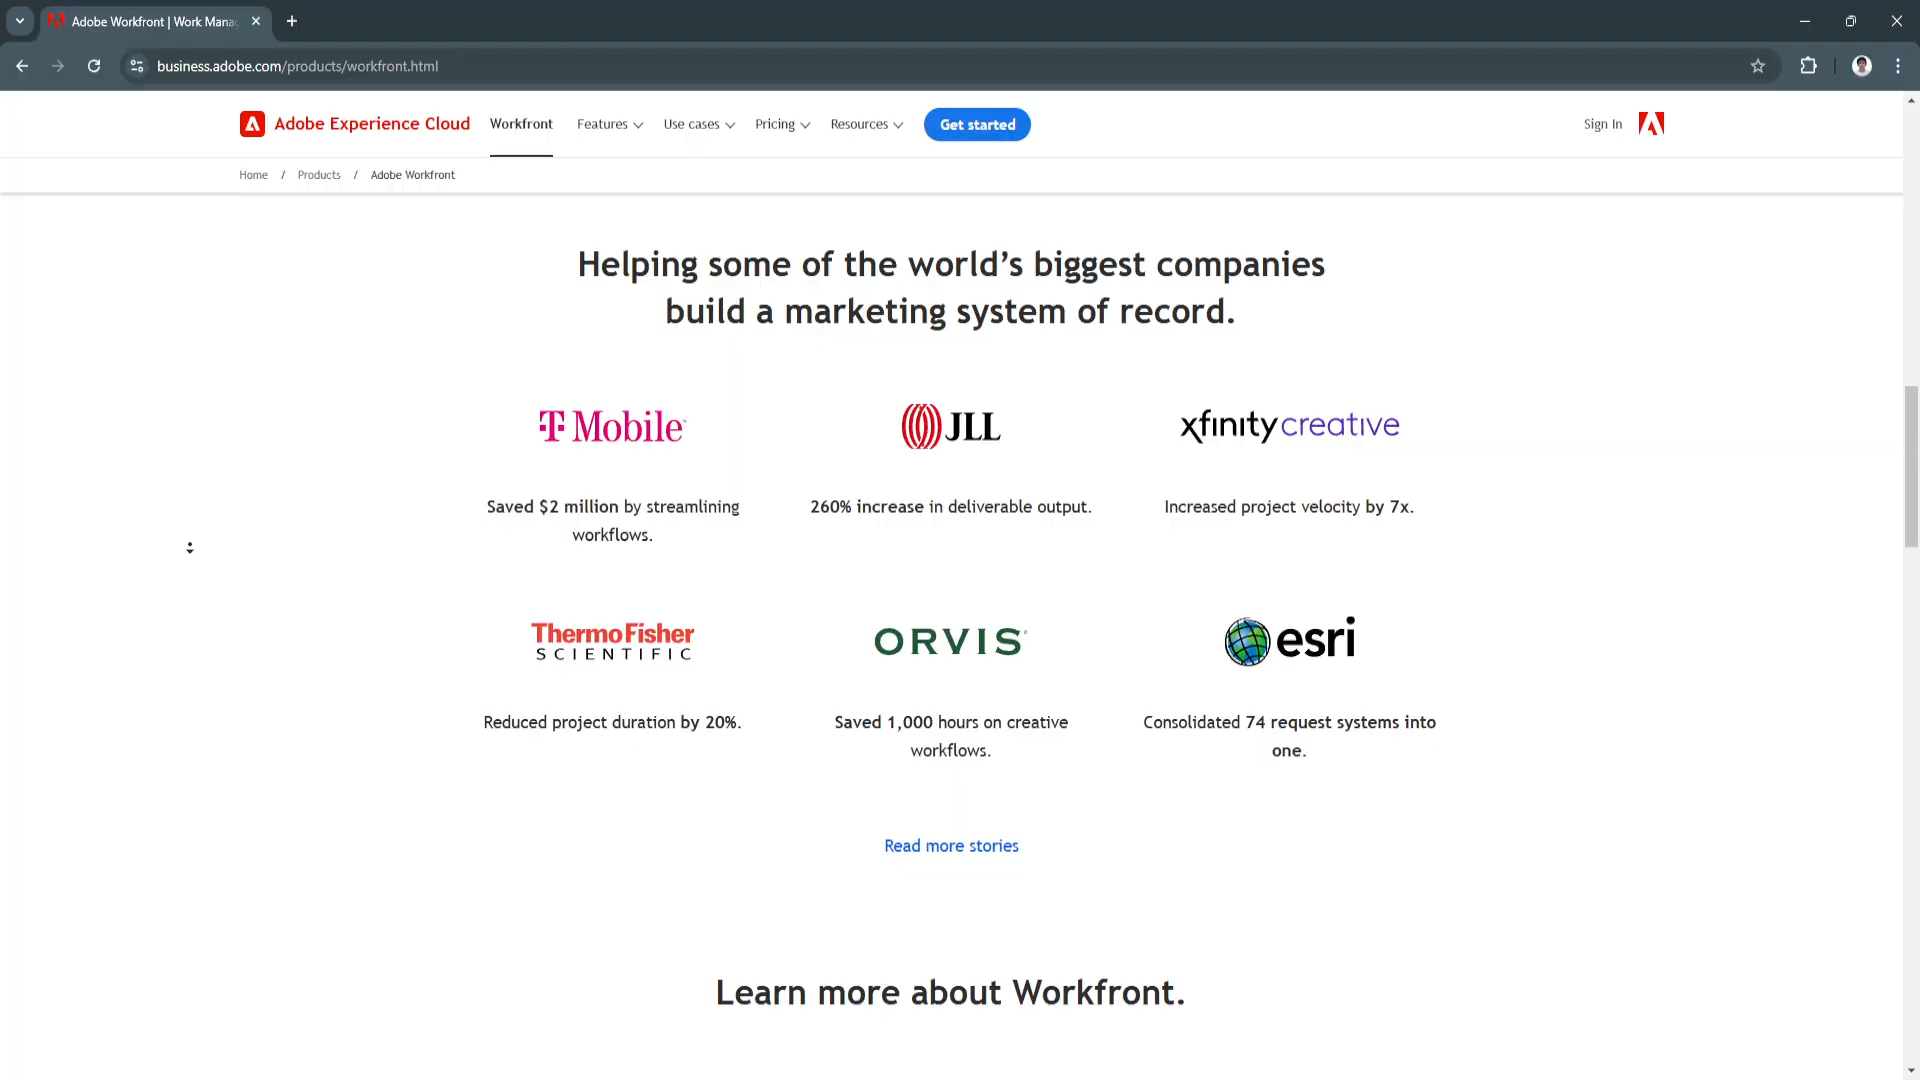 Adobe Workfront | Work Mana
business.adobe.com/products/workfront.html
Adobe Experience Cloud
Workfront
Features
Use cases
Pricing
Resources
Get started
Sign In
Home / Products / Adobe Workfront
Helping some of the world’s biggest companies
build a marketing system of record.
T Mobile
JLL
xfinity creative
Saved $2 million by streamlining
workflows.
260% increase in deliverable output.
Increased project velocity by 7x.
ThermoFisher
SCIENTIFIC
ORVIS
esri
Reduced project duration by 20%.
Saved 1,000 hours on creative
workflows.
Consolidated 74 request systems into
one.
Read more stories
Learn more about Workfront.